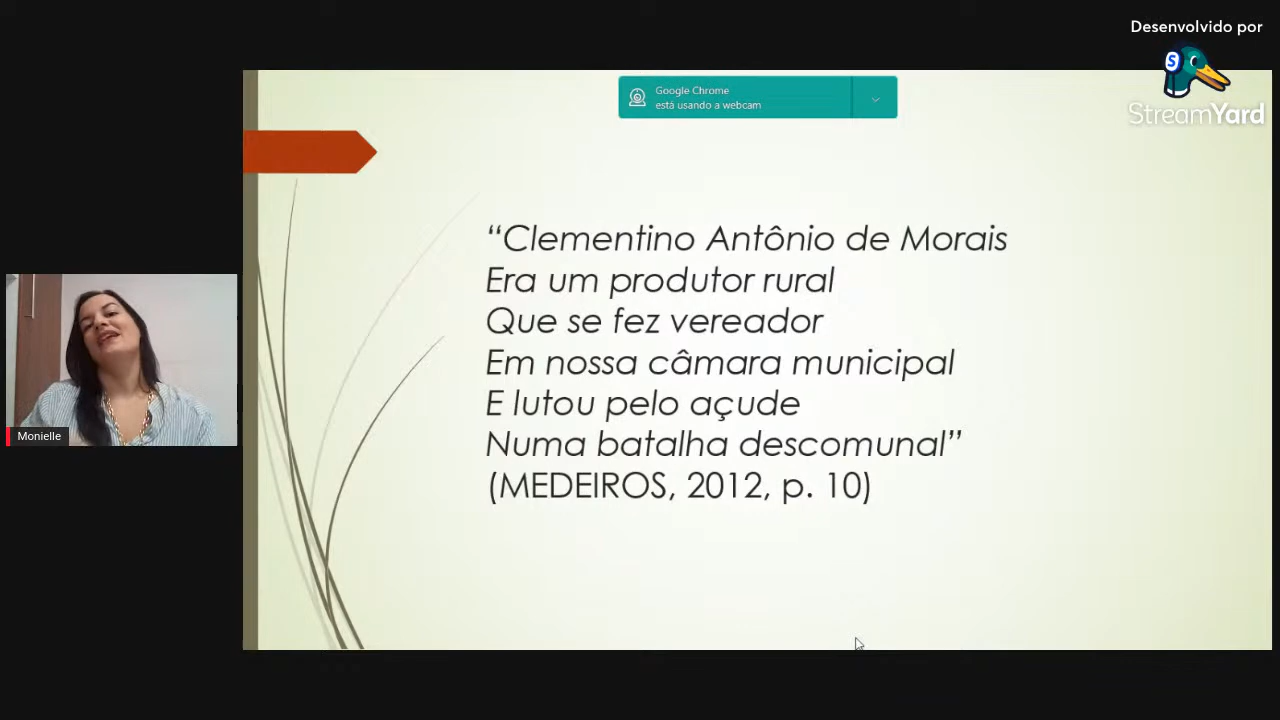 Desenvolvido por
S
StreamYard
Google Chrome
está usando a webcam
“Clementino Antônio de Morais
Era um produtor rural
Que se fez vereador
Em nossa câmara municipal
E lutou pelo açude
Numa batalha descomunal”
(MEDEIROS, 2012, p. 10)
Monielle